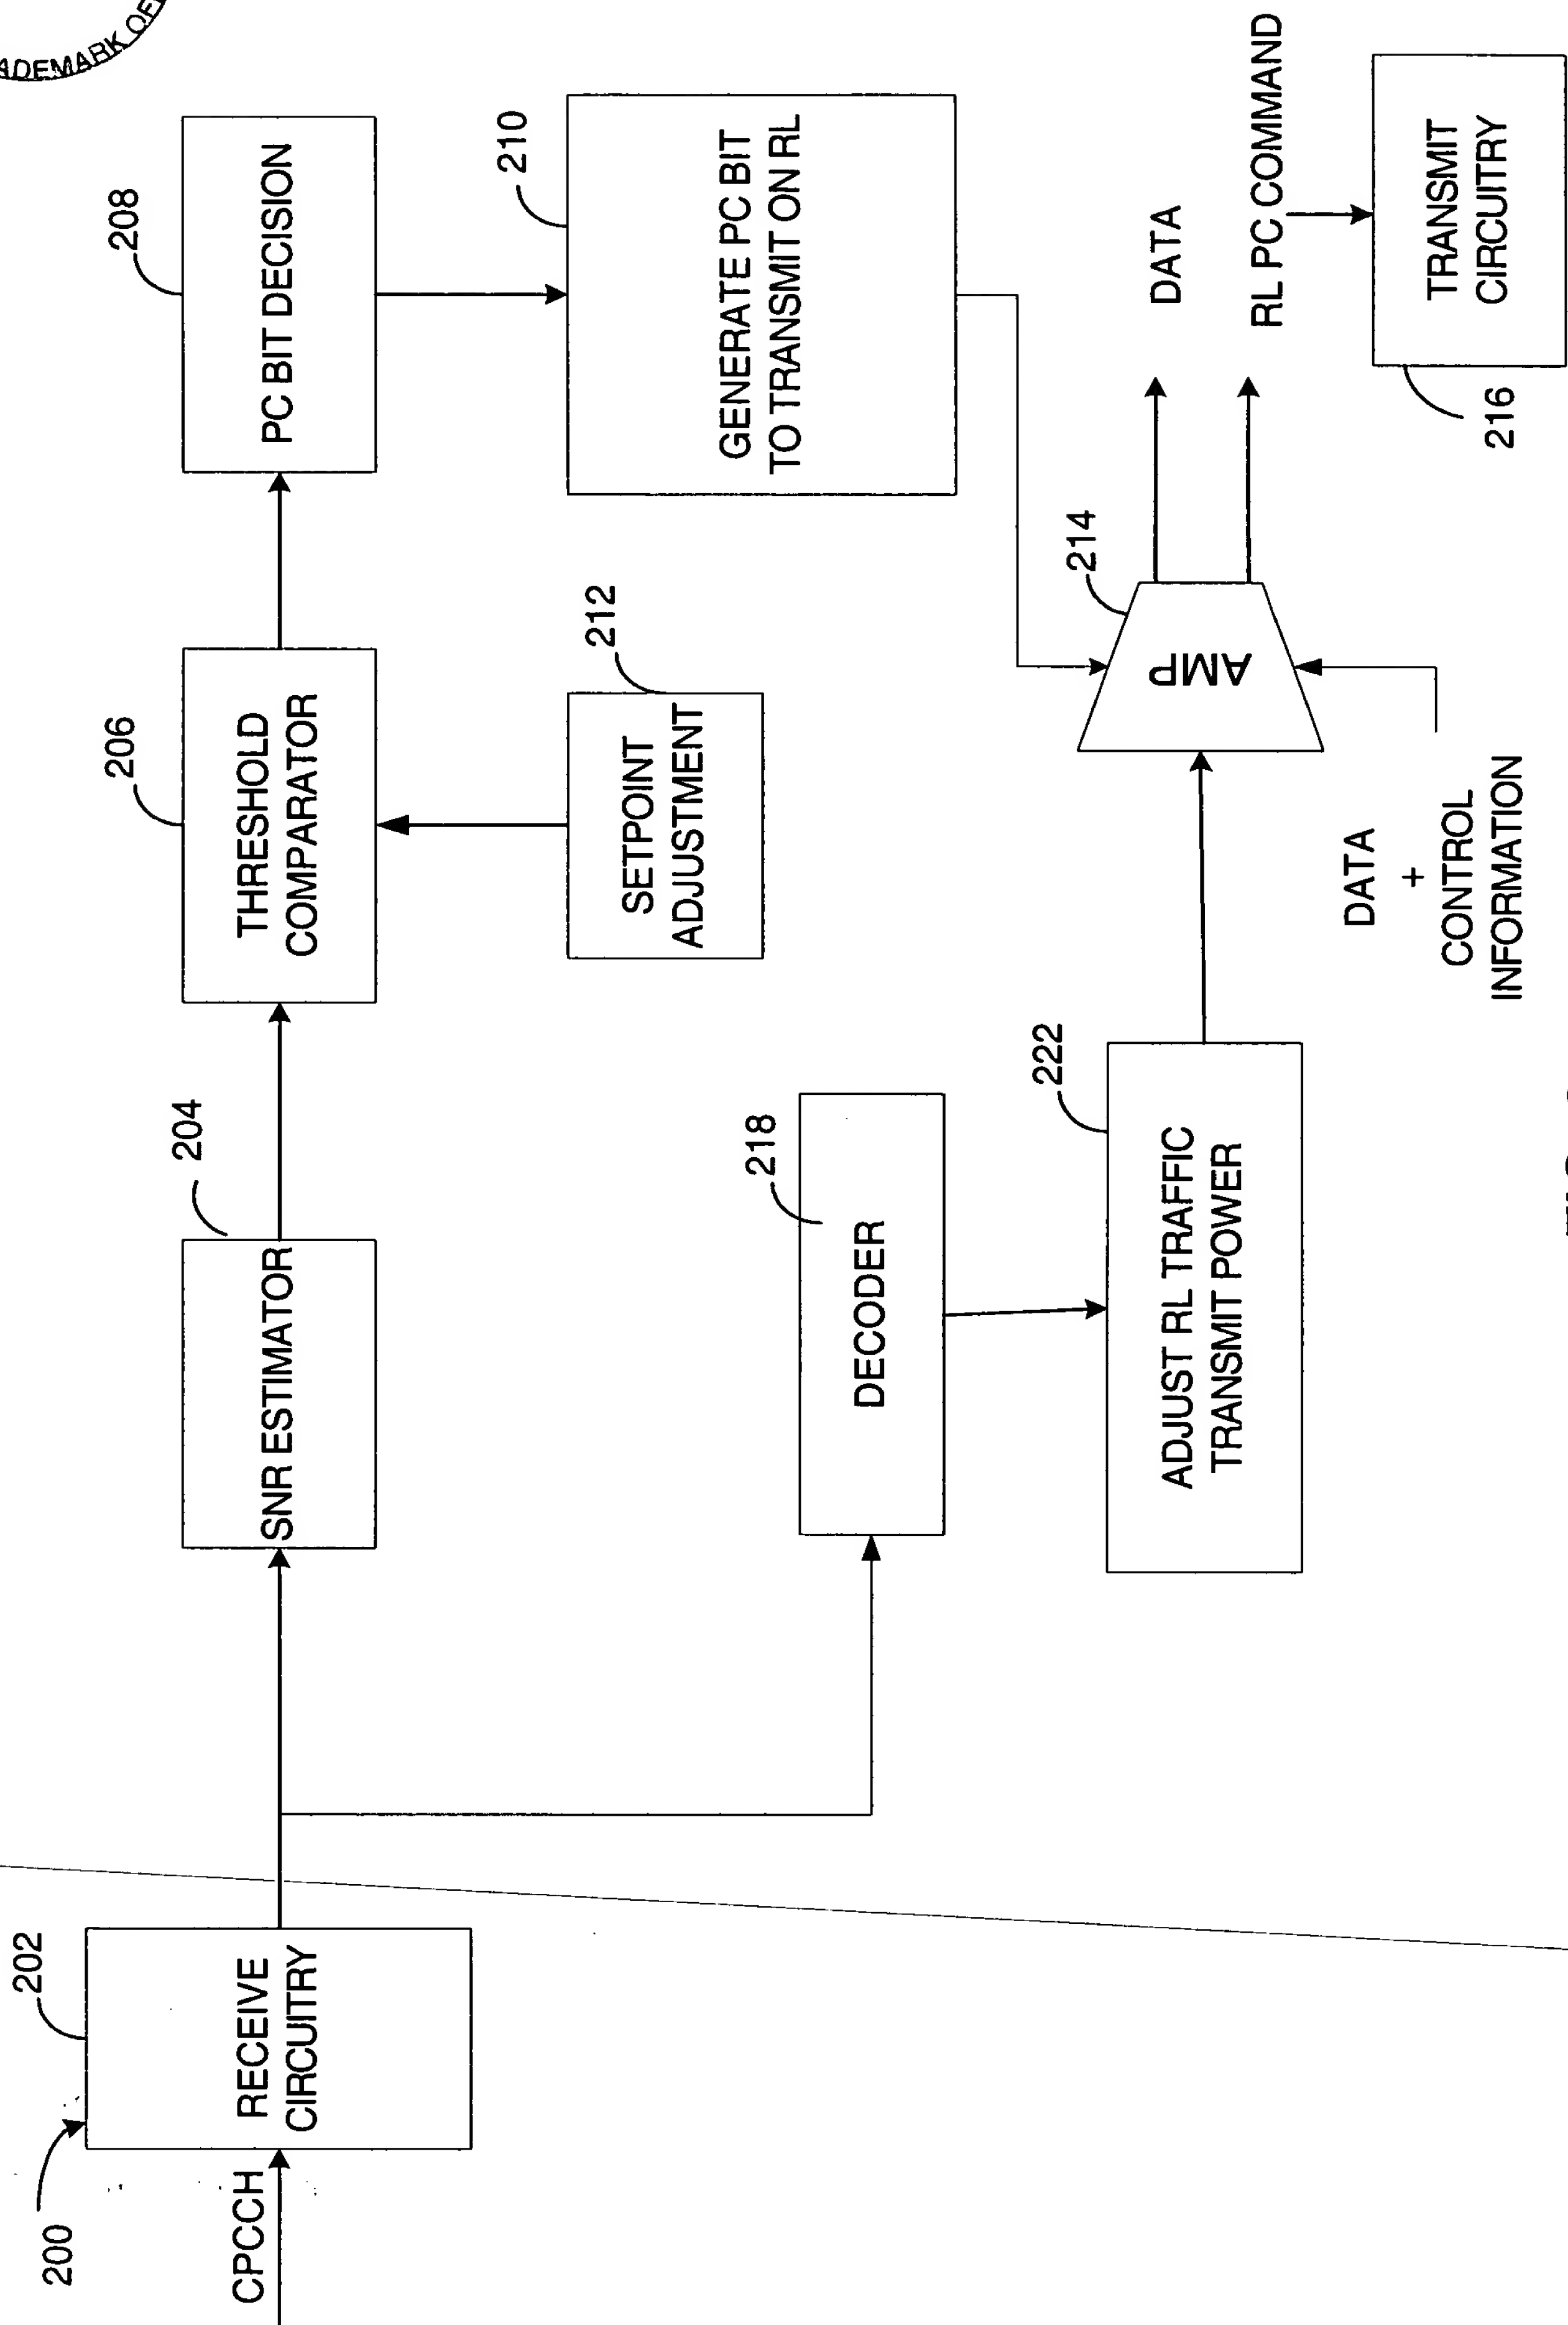 ADEMARK OF
200
202
CPCCH
RECEIVE
CIRCUITRY
204
SNR ESTIMATOR
206
THRESHOLD
COMPARATOR
208
PC BIT DECISION
212
SETPOINT
ADJUSTMENT
210
GENERATE PC BIT
TO TRANSMIT ON RL
218
DECODER
222
ADJUST RL TRAFFIC
TRANSMIT POWER
214
AMP
DATA
+
CONTROL
INFORMATION
DATA
RL PC COMMAND
216
TRANSMIT
CIRCUITRY